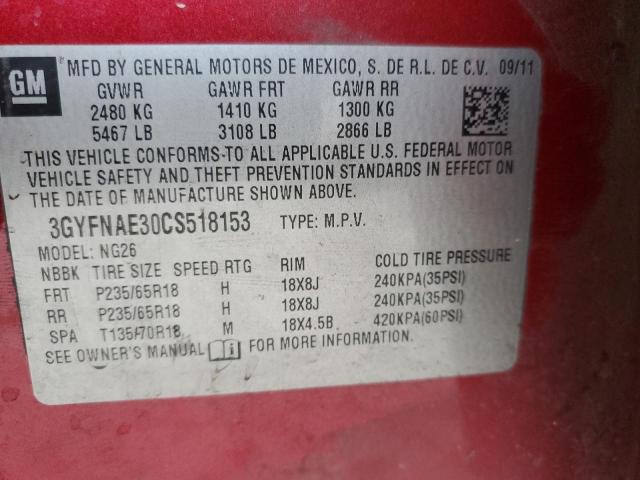 GM
MFD BY GENERAL MOTORS DE MEXICO, S. DE R.L. DE C.V. 09/11
GVWR GAWR FRT GAWR RR
2480 KG 1410 KG 1300 KG
5467 LB 3108 LB 2866 LB
THIS VEHICLE CONFORMS TO ALL APPLICABLE U.S. FEDERAL MOTOR
VEHICLE SAFETY AND THEFT PREVENTION STANDARDS IN EFFECT ON
THE DATE OF MANUFACTURE SHOWN ABOVE.
3GYFNAE30CS518153 TYPE: M.P.V.
MODEL: NG26
NBBK TIRE SIZE SPEED RTG RIM COLD TIRE PRESSURE
FRT P235/65R18 H 18X8J 240KPA(35PSI)
RR P235/65R18 H 18X8J 240KPA(35PSI)
SPA T135/70R18 M 18X4.5B 420KPA(60PSI)
SEE OWNER'S MANUAL FOR MORE INFORMATION.